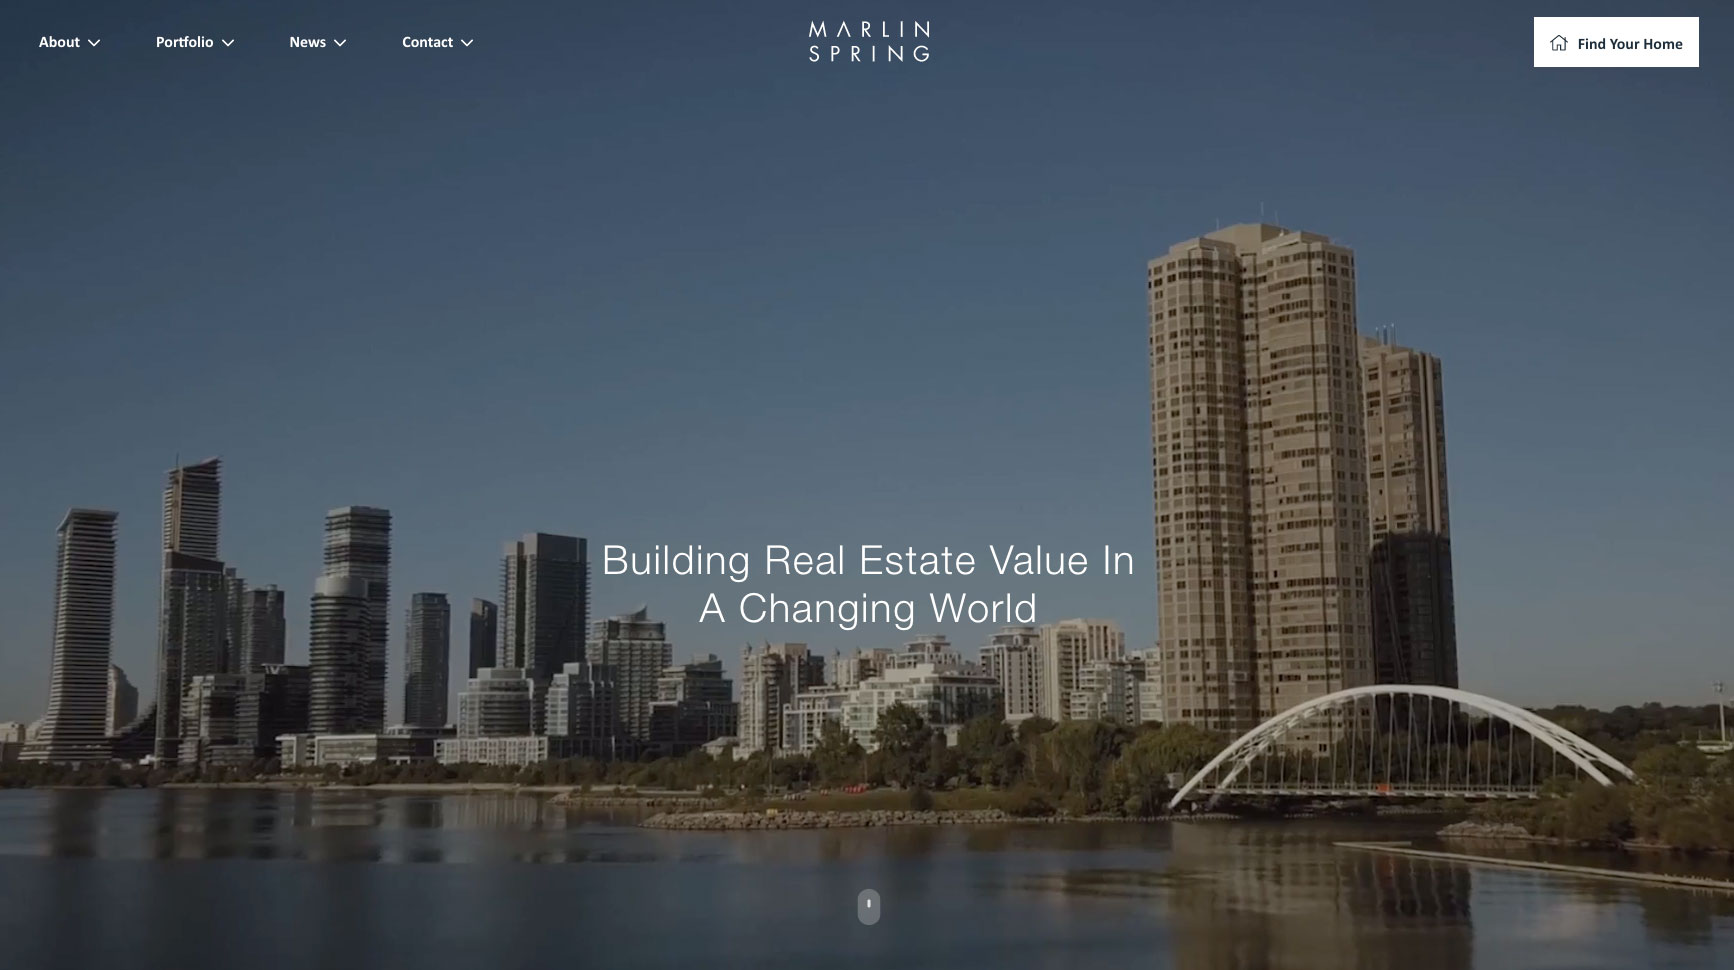 About
Portfolio
News
Contact
MARLIN
SPRING
Find Your Home
Building Real Estate Value In
A Changing World